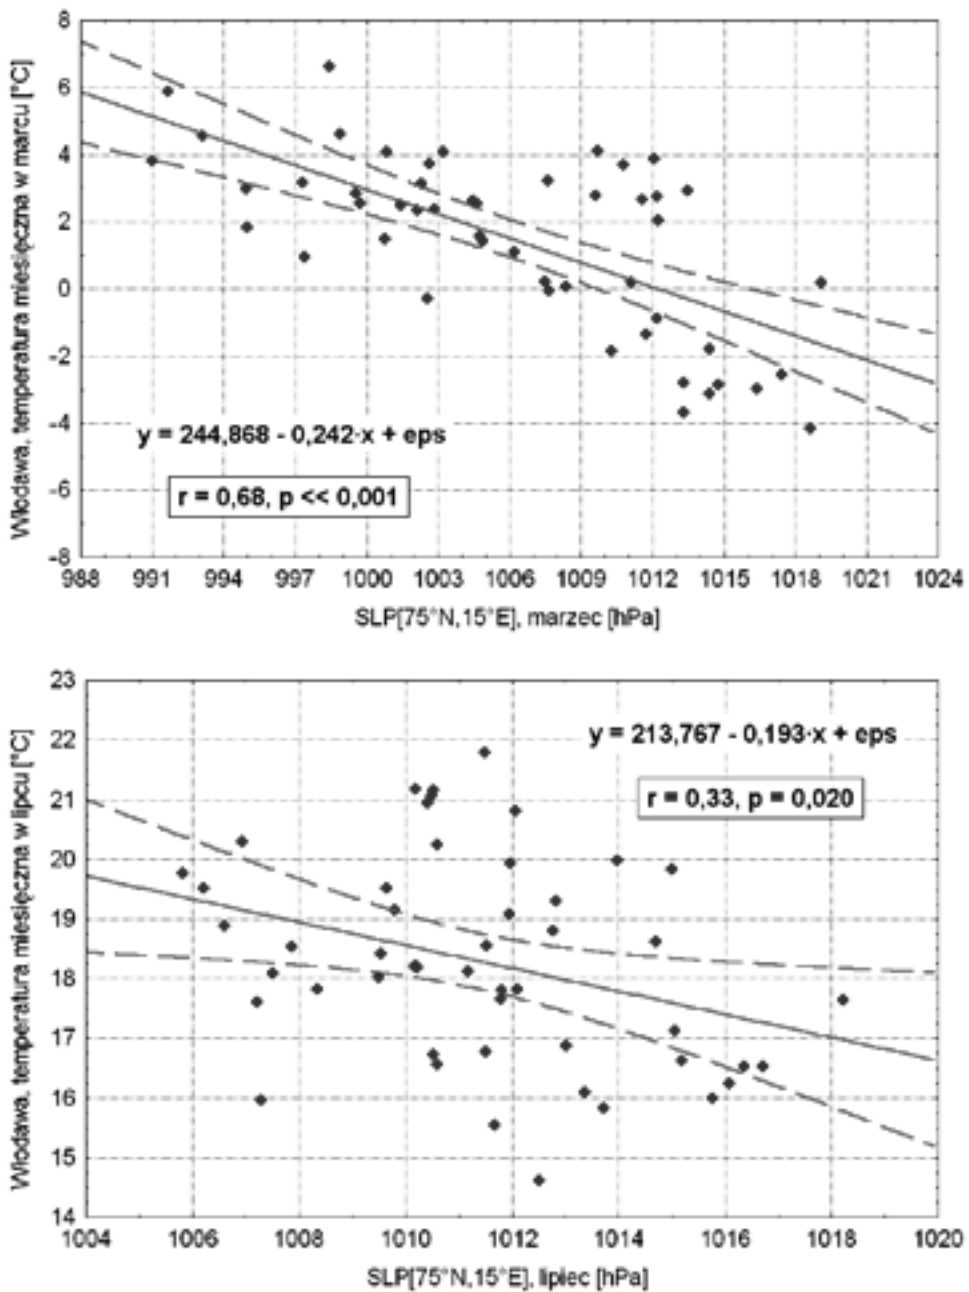 8
6
4
2
0
-2
-4
-6
-8
Włodawa, temperatura miesięczna w marcu [°C]
y = 244,868 - 0,242·x + eps
r = 0,68, p << 0,001
988 991 994 997 1000 1003 1006 1009 1012 1015 1018 1021 1024
SLP[75°N,15°E], marzec [hPa]
23
22
21
20
19
18
17
16
15
14
Włodawa, temperatura miesięczna w lipcu [°C]
y = 213,767 - 0,193·x + eps
r = 0,33, p = 0,020
1004 1006 1008 1010 1012 1014 1016 1018 1020
SLP[75°N,15°E], lipiec [hPa]